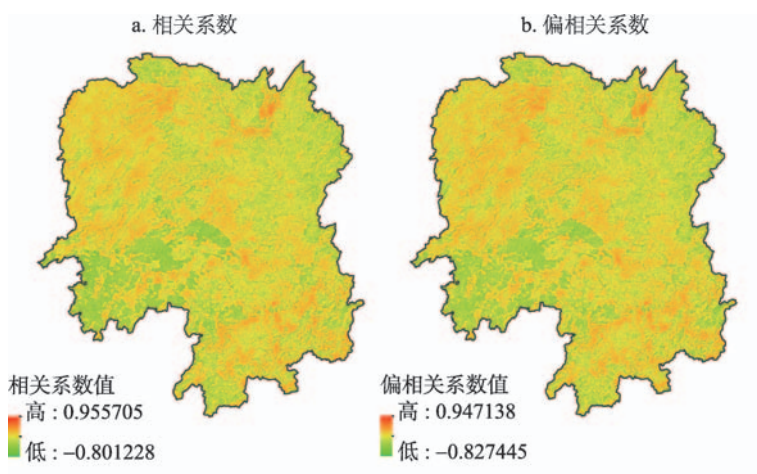 a. 相关系数
b. 偏相关系数
相关系数值
高 : 0.955705
低 : –0.801228
偏相关系数值
高 : 0.947138
低 : –0.827445